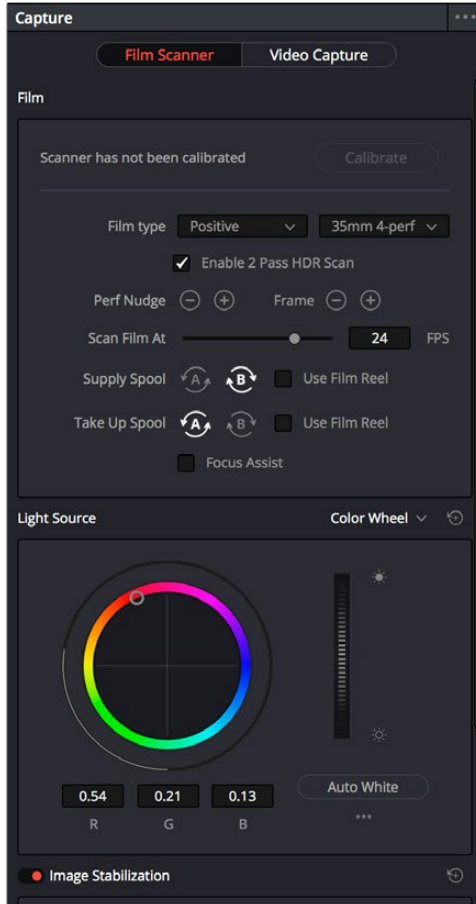 Capture
Film Scanner Video Capture
Film
Scanner has not been calibrated Calibrate
Film type Positive 35mm 4-perf
Enable 2 Pass HDR Scan
Perf Nudge Frame
Scan Film At 24 FPS
Supply Spool A B Use Film Reel
Take Up Spool A B Use Film Reel
Focus Assist
Light Source Color Wheel
0.54 0.21 0.13 Auto White
R G B
Image Stabilization